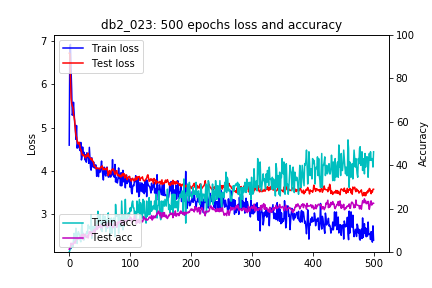 db2_023: 500 epochs loss and accuracy
Train loss
Test loss
Train acc
Test acc
Loss
7
6
5
4
3
Accuracy
100
80
60
40
20
0
0
100
200
300
400
500